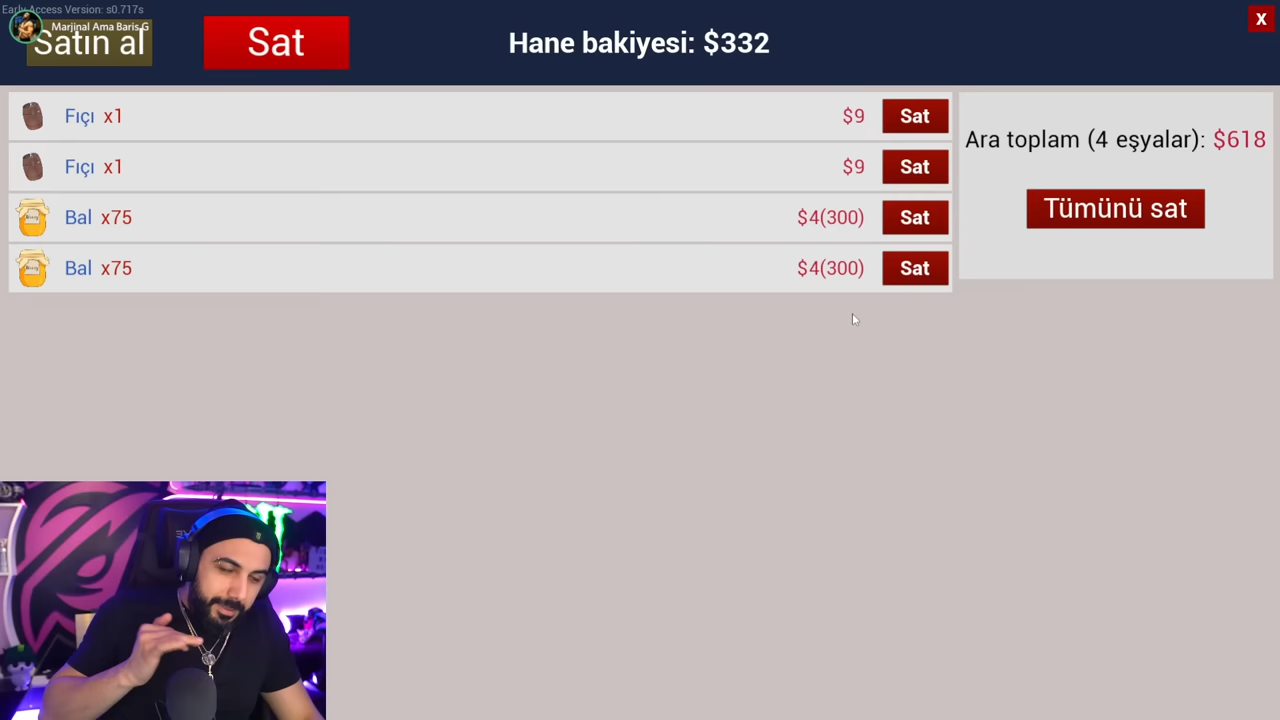 Early Access Version: s0.717s
Marjinal Ama Baris.G
Satın al
Sat
Hane bakiyesi: $332
X
Fıçı x1
$9
Sat
Fıçı x1
$9
Sat
Bal x75
$4(300)
Sat
Bal x75
$4(300)
Sat
Ara toplam (4 eşyalar): $618
Tümünü sat